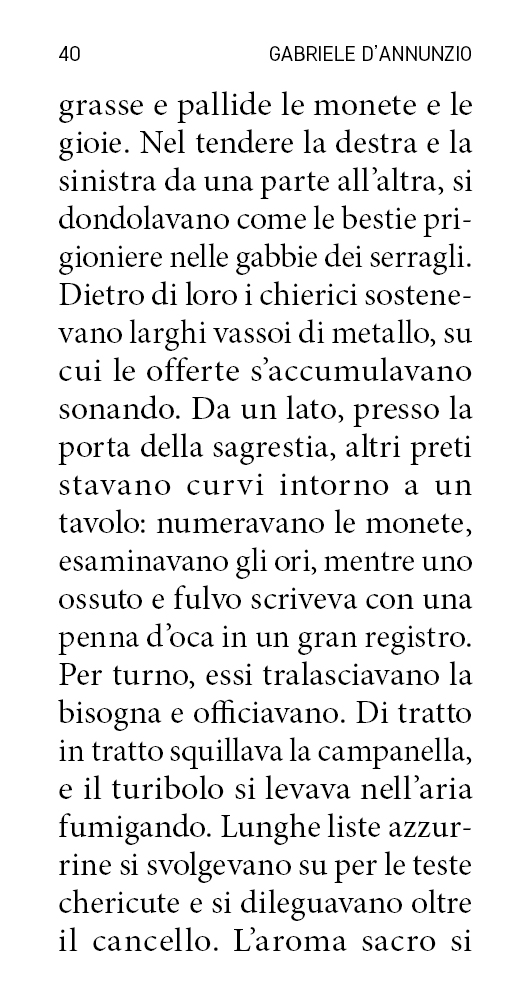 40 GABRIELE D’ANNUNZIO
grasse e pallide le monete e le
gioie. Nel tendere la destra e la
sinistra da una parte all’altra, si
dondolavano come le bestie pri-
gioniere nelle gabbie dei serragli.
Dietro di loro i chierici sostene-
vano larghi vassoi di metallo, su
cui le offerte s’accumulavano
sonando. Da un lato, presso la
porta della sagrestia, altri preti
stavano curvi intorno a un
tavolo: numeravano le monete,
esaminavano gli ori, mentre uno
ossuto e fulvo scriveva con una
penna d’oca in un gran registro.
Per turno, essi tralasciavano la
bisogna e officiavano. Di tratto
in tratto squillava la campanella,
e il turibolo si levava nell’aria
fumigando. Lunghe liste azzur-
rine si svolgevano su per le teste
chericute e si dileguavano oltre
il cancello. L’aroma sacro si